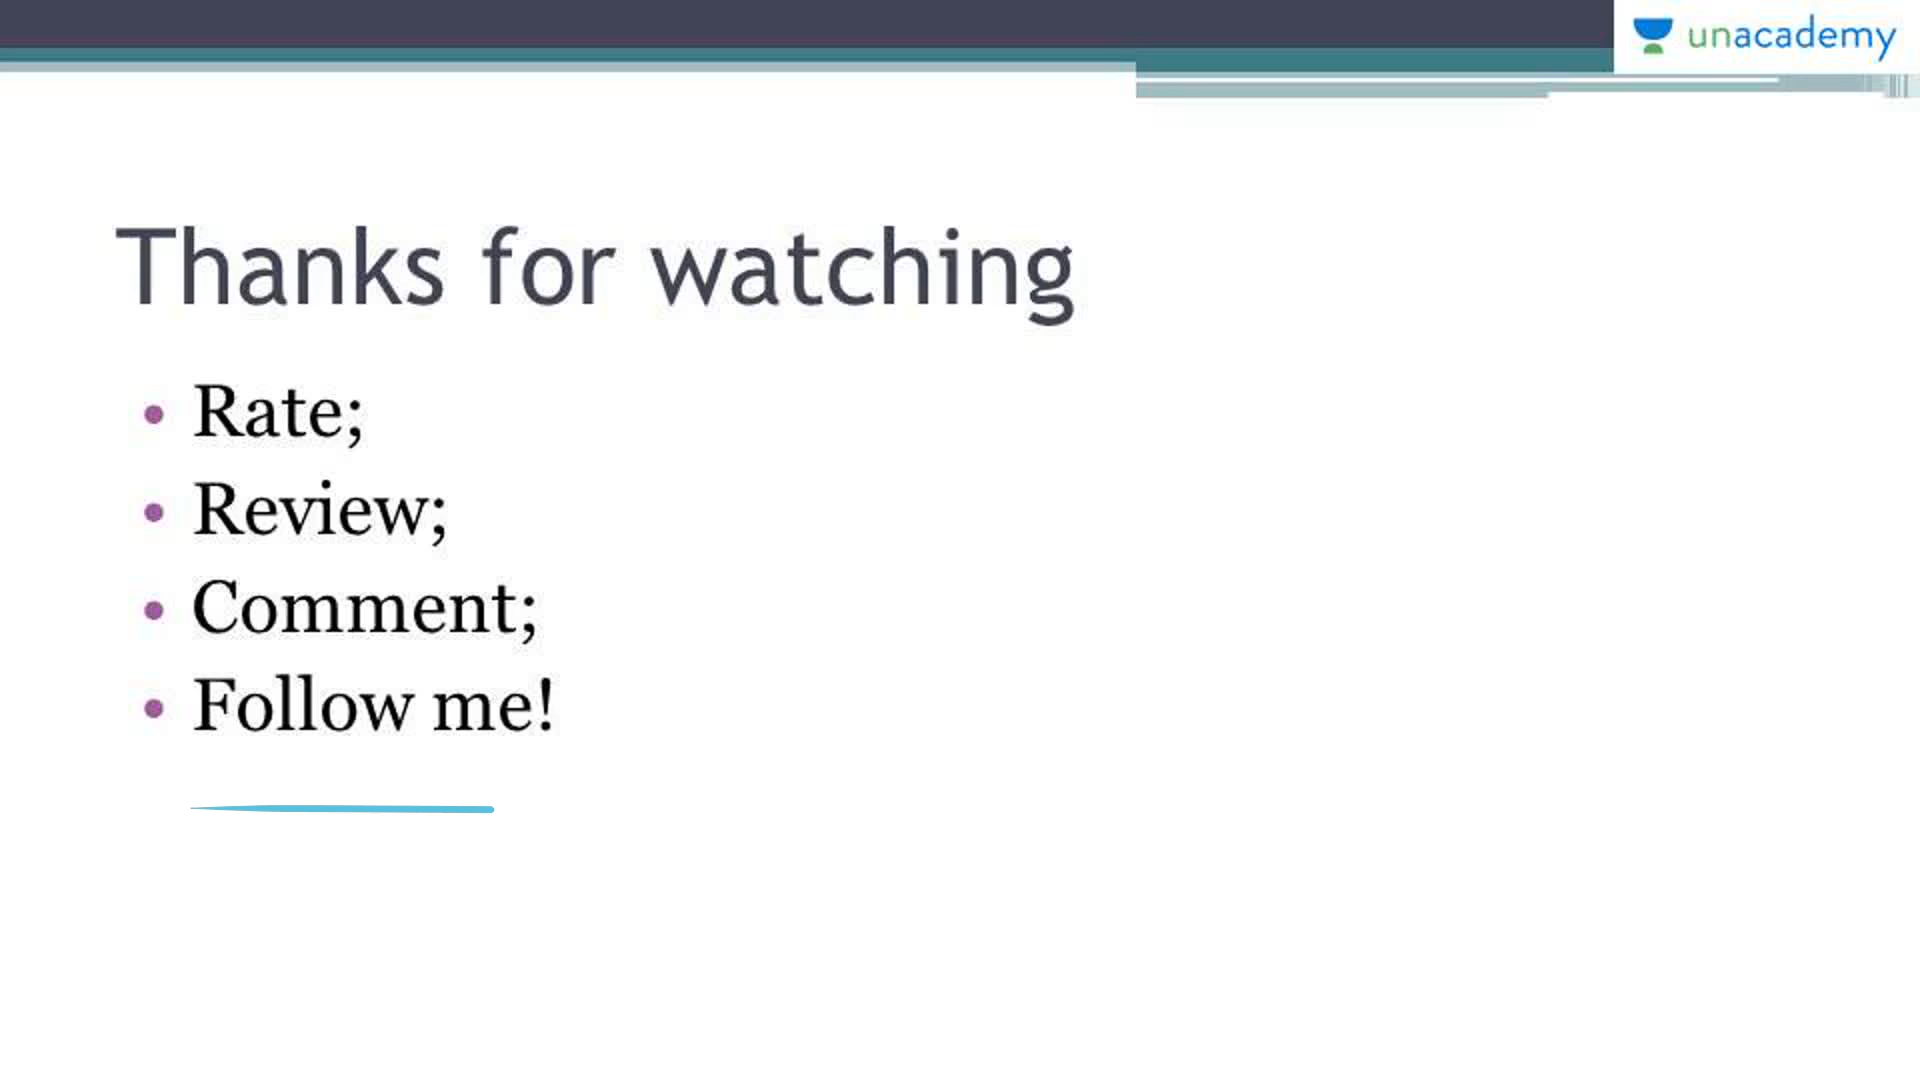 unacademy
Thanks for watching
• Rate;
• Review;
• Comment;
• Follow me!